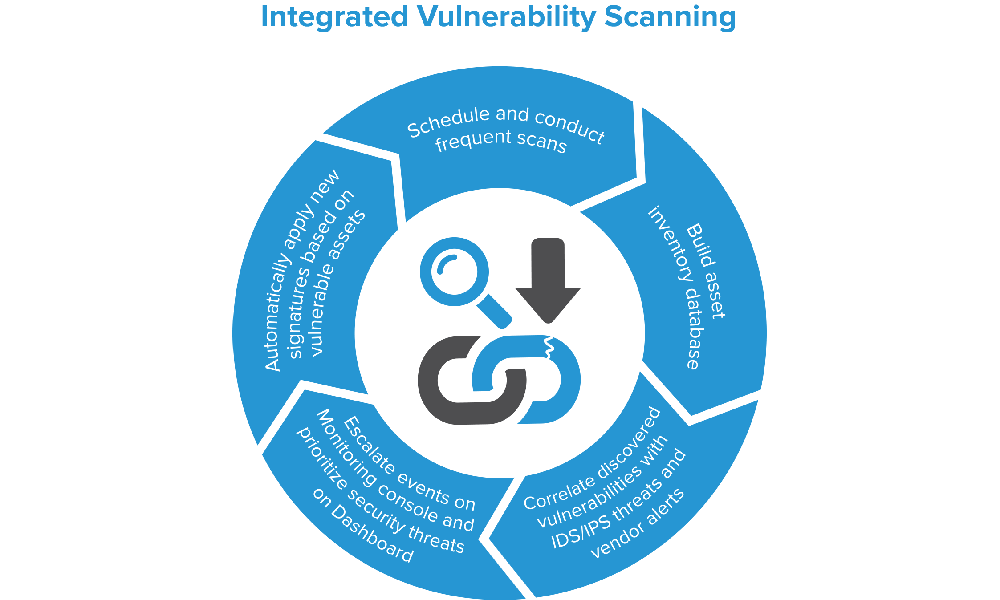 Integrated Vulnerability Scanning
Schedule and conduct
frequent scans
Build asset
inventory database
Correlate discovered
vulnerabilities with
IDS/IPS threats and
vendor alerts
Escalate events on
Monitoring console and
prioritize security threats
on Dashboard
Automatically apply new
signatures based on
vulnerable assets